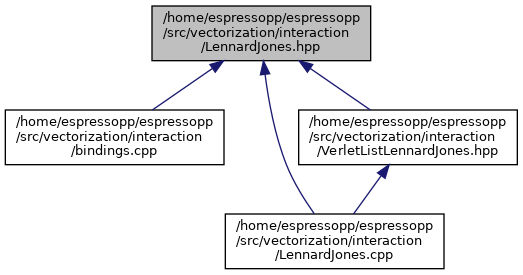 /home/espressopp/espressopp
/src/vectorization/interaction
/LennardJones.hpp
/home/espressopp/espressopp
/src/vectorization/interaction
/bindings.cpp
/home/espressopp/espressopp
/src/vectorization/interaction
/VerletListLennardJones.hpp
/home/espressopp/espressopp
/src/vectorization/interaction
/LennardJones.cpp